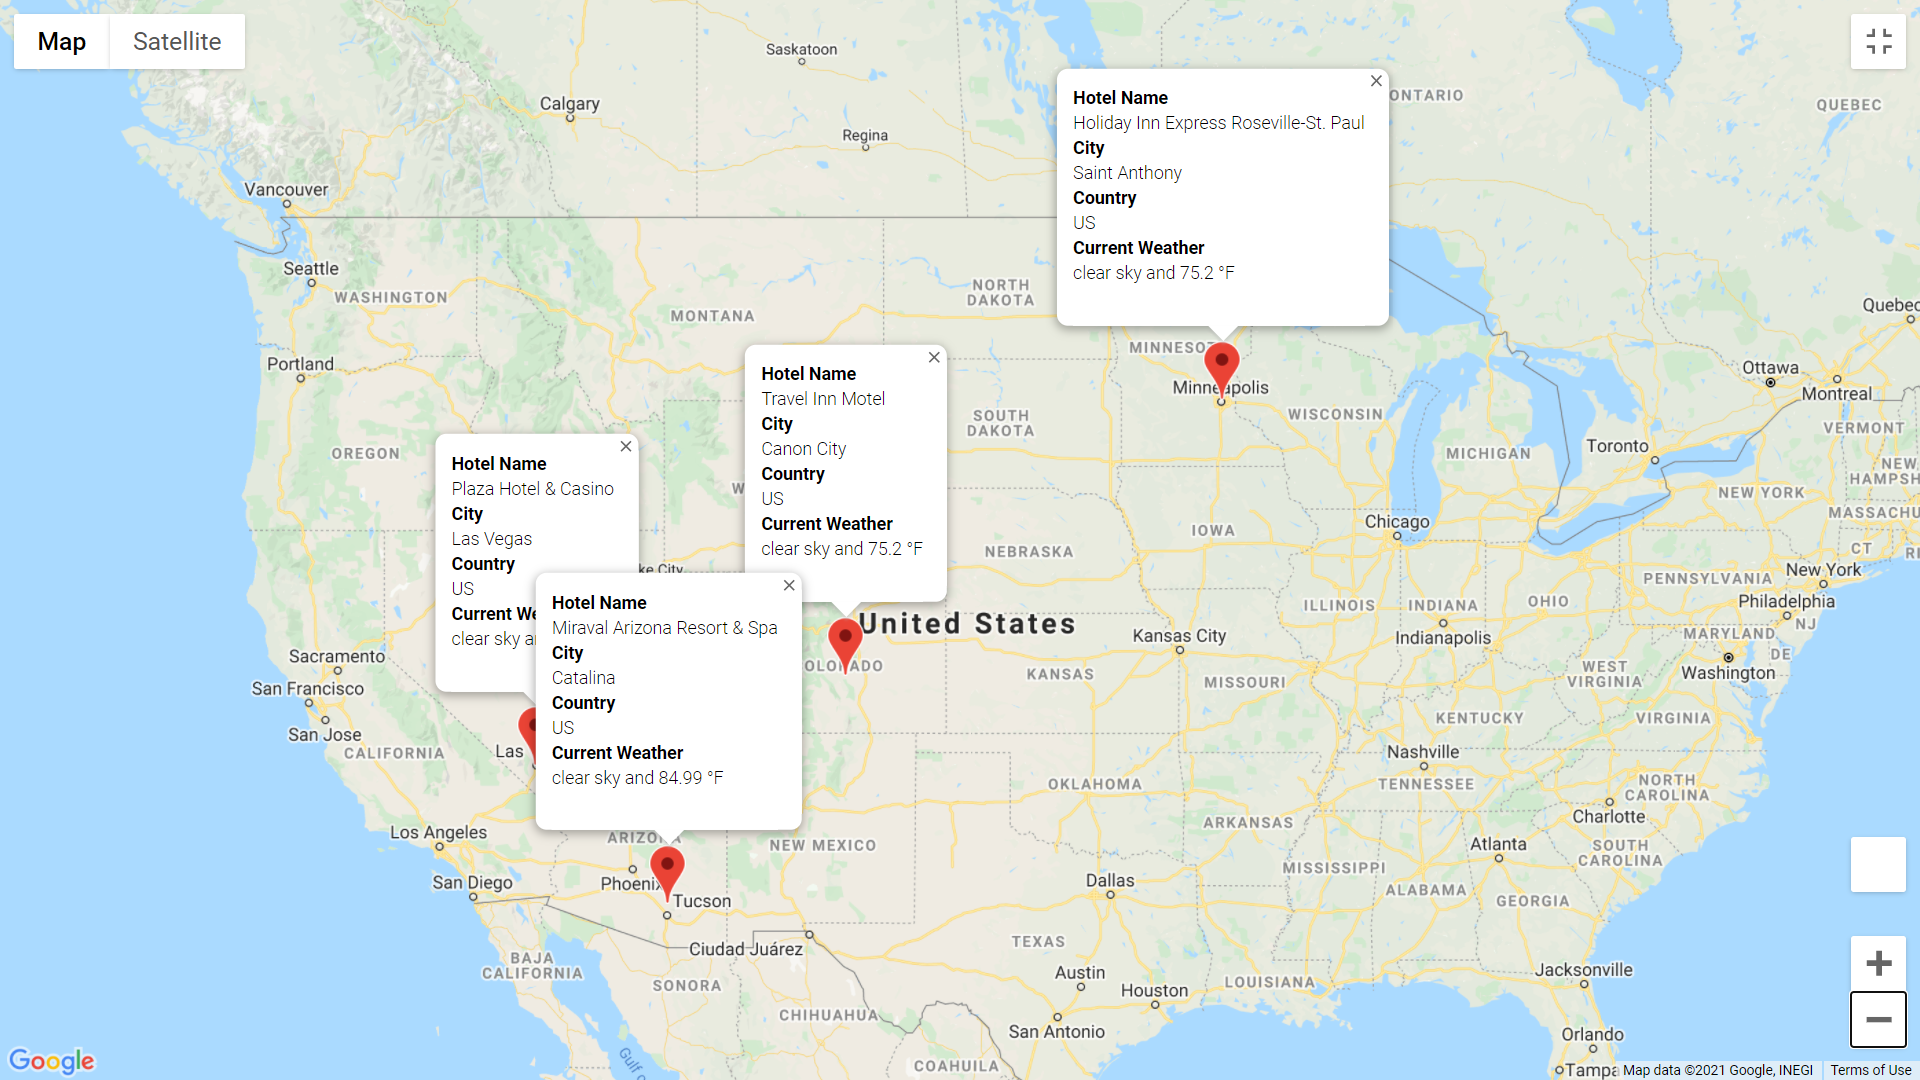 Map
Satellite
Saskatoon
Calgary
Regina
Vancouver
ONTARIO
QUEBEC
Hotel Name
Holiday Inn Express Roseville-St. Paul
City
Saint Anthony
Country
US
Current Weather
clear sky and 75.2 °F
Seattle
WASHINGTON
MONTANA
NORTH
DAKOTA
Portland
MINNESOT
Minneapolis
Ottawa
Montreal
SOUTH
DAKOTA
WISCONSIN
VERMONT
Toronto
MICHIGAN
NEW
HAMPSH
NEW YORK
MASSACHU
CT
RI
OREGON
Hotel Name
Travel Inn Motel
City
Canon City
Country
US
Current Weather
clear sky and 75.2 °F
Hotel Name
Plaza Hotel & Casino
City
Las Vegas
Country
US
Current We
clear sky a
ke City
Hotel Name
Miraval Arizona Resort & Spa
City
Catalina
Country
US
Current Weather
clear sky and 84.99 °F
IOWA
Chicago
NEBRASKA
New York
PENNSYLVANIA
Philadelphia
NJ
ILLINOIS
INDIANA
OHIO
United States
Kansas City
Indianapolis
MARYLAND
DE
Washington
Sacramento
San Francisco
San Jose
CALIFORNIA
Las
OLORADO
KANSAS
MISSOURI
WEST
VIRGINIA
KENTUCKY
VIRGINIA
Nashville
TENNESSEE
OKLAHOMA
NORTH
CAROLINA
Charlotte
ARKANSAS
Los Angeles
ARIZONA
NEW MEXICO
Atlanta
SOUTH
CAROLINA
MISSISSIPPI
ALABAMA
GEORGIA
San Diego
Phoenix
Tucson
Dallas
Ciudad Juárez
TEXAS
BAJA
CALIFORNIA
SONORA
Austin
Houston
LOUISIANA
Jacksonville
CHIHUAHUA
San Antonio
Orlando
COAHUILA
Gulf o
Tampa
Google
Map data ©2021 Google, INEGI
Terms of Use
Quebec